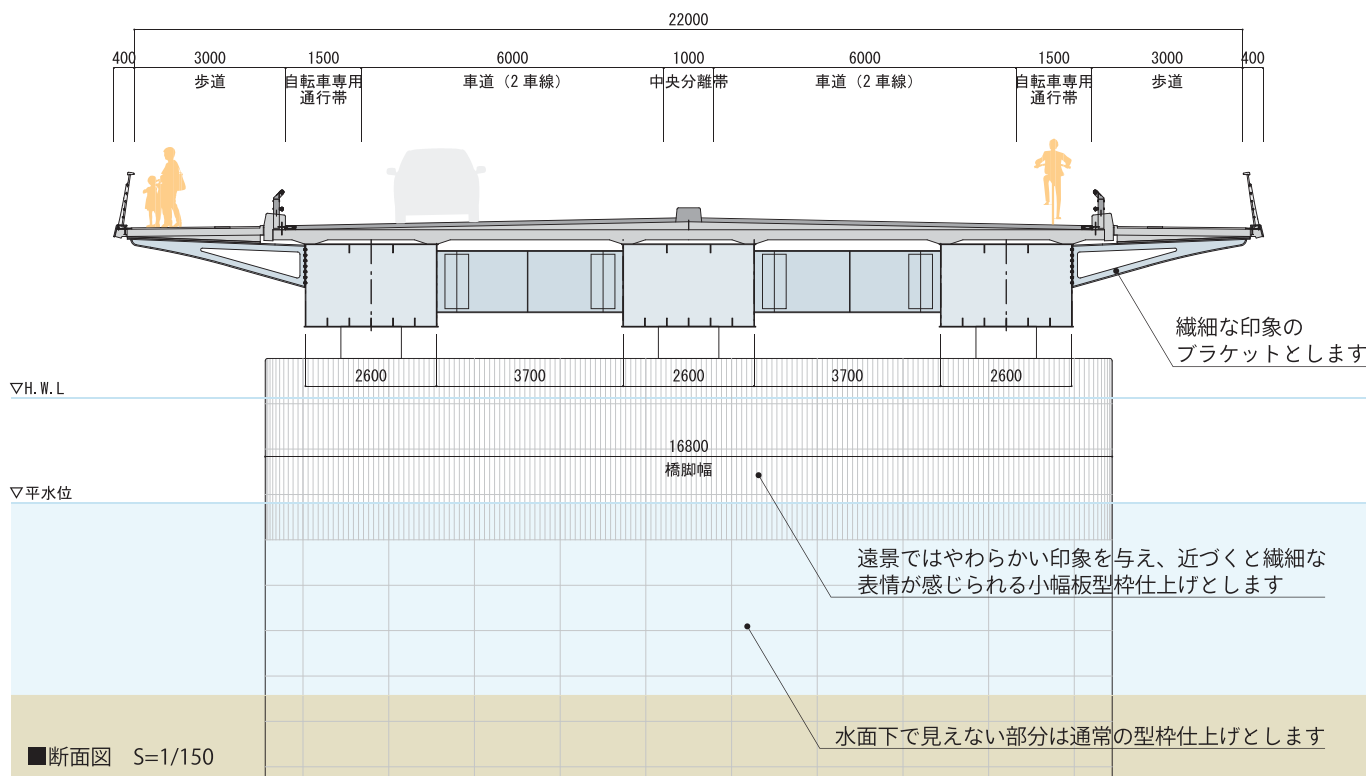 22000
400 3000 1500 6000 1000 6000 1500 3000 400
歩道 自転車専用 車道（2 車線） 中央分離帯 車道（2 車線） 自転車専用 歩道
通行帯 通行帯
繊細な印象の
ブラケットとします
2600 3700 2600 3700 2600
▽H.W.L
16800
橋脚幅
▽平水位
遠景ではやわらかい印象を与え、近づくと繊細な
表情が感じられる小幅板型枠仕上げとします
水面下で見えない部分は通常の型枠仕上げとします
■断面図 S=1/150